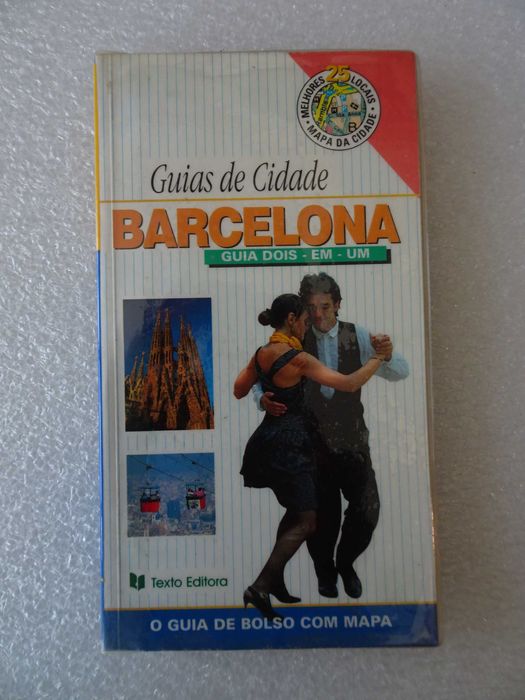 MELHORES 25 LOCAIS
• MAPA DA CIDADE •
B
Guias de Cidade
BARCELONA
GUIA DOIS - EM - UM
Texto Editora
O GUIA DE BOLSO COM MAPA